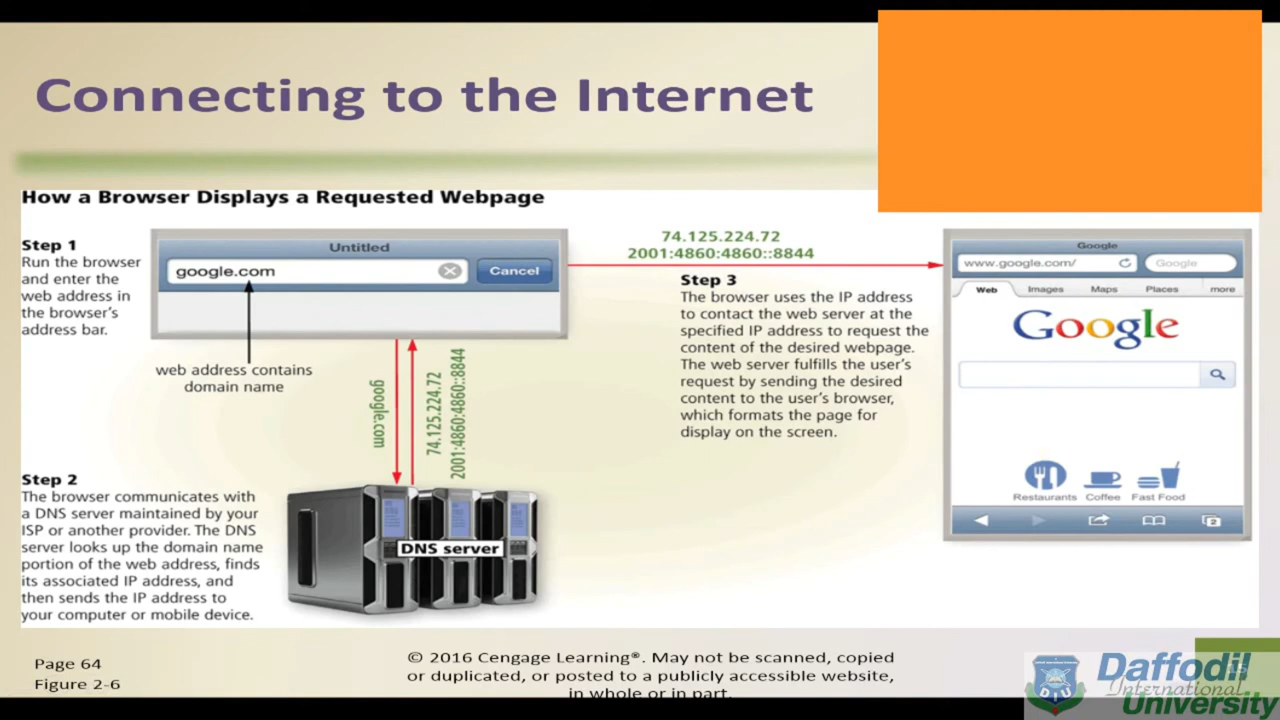 Connecting to the Internet
How a Browser Displays a Requested Webpage
Step 1
Run the browser
and enter the
web address in
the browser's
address bar.
Untitled
google.com
Cancel
web address contains
domain name
google.com
74.125.224.72
2001:4860:4860::8844
Step 2
The browser communicates with
a DNS server maintained by your
ISP or another provider. The DNS
server looks up the domain name
portion of the web address, finds
its associated IP address, and
then sends the IP address to
your computer or mobile device.
DNS server
74.125.224.72
2001:4860:4860::8844
Step 3
The browser uses the IP address
to contact the web server at the
specified IP address to request the
content of the desired webpage.
The web server fulfills the user's
request by sending the desired
content to the user's browser,
which formats the page for
display on the screen.
Google
www.google.com/
Google
Web Images Maps Places more
Google
Restaurants Coffee Fast Food
2
Page 64
Figure 2-6
© 2016 Cengage Learning®. May not be scanned, copied
or duplicated, or posted to a publicly accessible website,
in whole or in part.
DIU
Daffodil
International
University